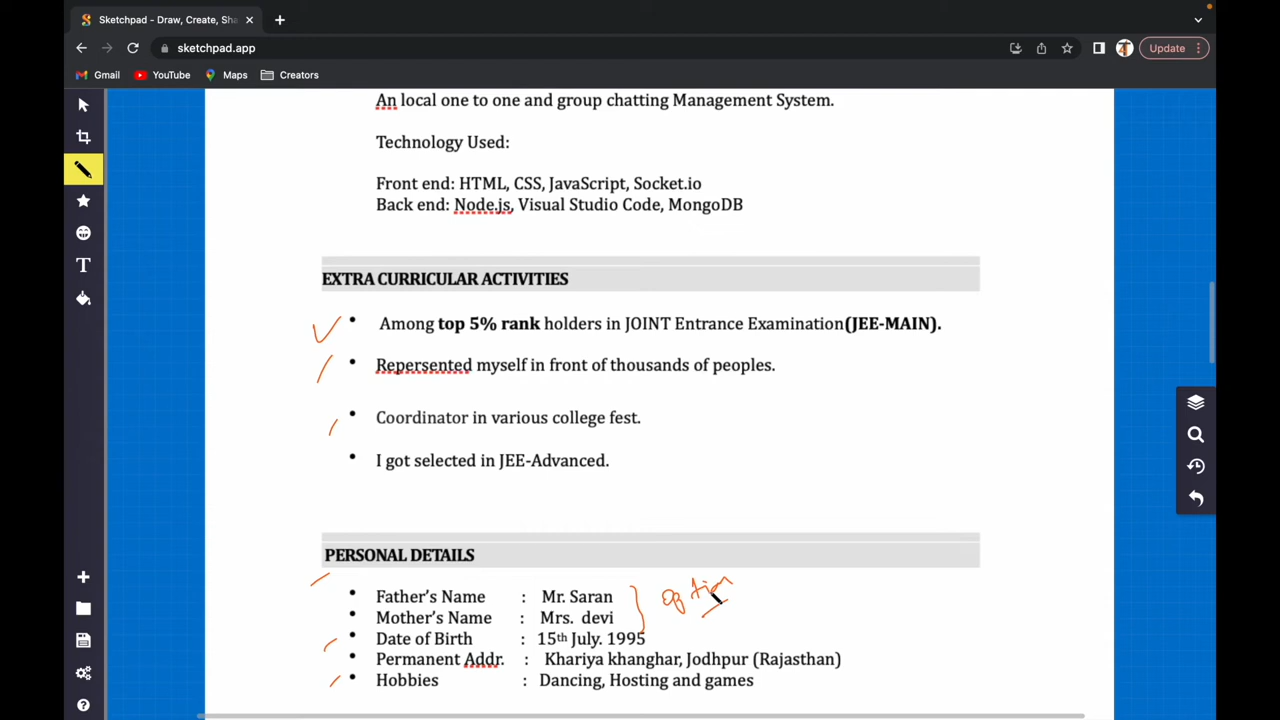 Sketchpad - Draw, Create, Sha
sketchpad.app
Update
Gmail
YouTube
Maps
Creators
An local one to one and group chatting Management System.
Technology Used:
Front end: HTML, CSS, JavaScript, Socket.io
Back end: Node.js, Visual Studio Code, MongoDB
EXTRA CURRICULAR ACTIVITIES
• Among top 5% rank holders in JOINT Entrance Examination(JEE-MAIN).
• Repersented myself in front of thousands of peoples.
• Coordinator in various college fest.
• I got selected in JEE-Advanced.
PERSONAL DETAILS
• Father's Name : Mr. Saran
• Mother's Name : Mrs. devi
• Date of Birth : 15th July. 1995
• Permanent Addr. : Khariya khanghar, Jodhpur (Rajasthan)
• Hobbies : Dancing, Hosting and games